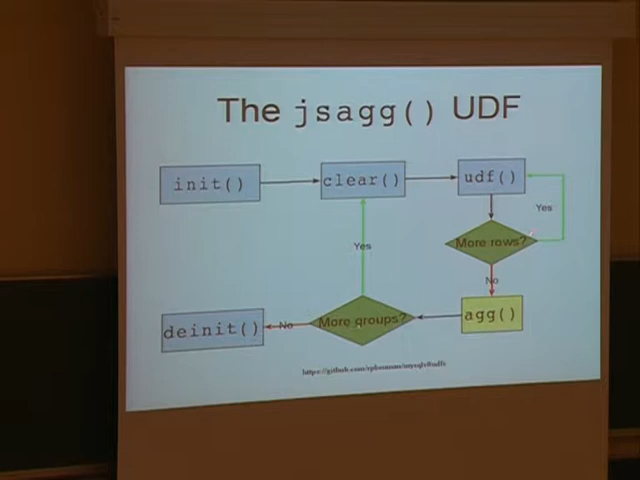 The jsagg() UDF
init()
clear()
udf()
Yes
More rows?
Yes
No
agg()
More groups?
No
deinit()